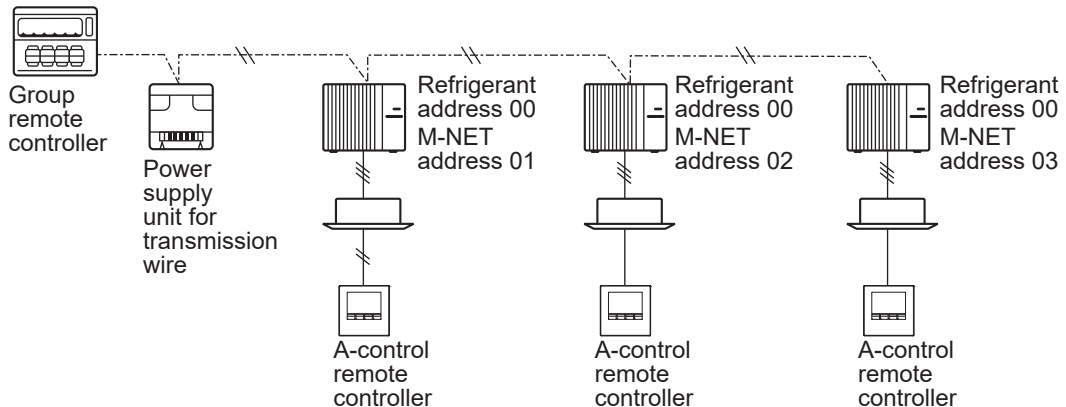 Group
remote
controller
Power
supply
unit for
transmission
wire
Refrigerant
address 00
M-NET
address 01
A-control
remote
controller
Refrigerant
address 00
M-NET
address 02
A-control
remote
controller
Refrigerant
address 00
M-NET
address 03
A-control
remote
controller